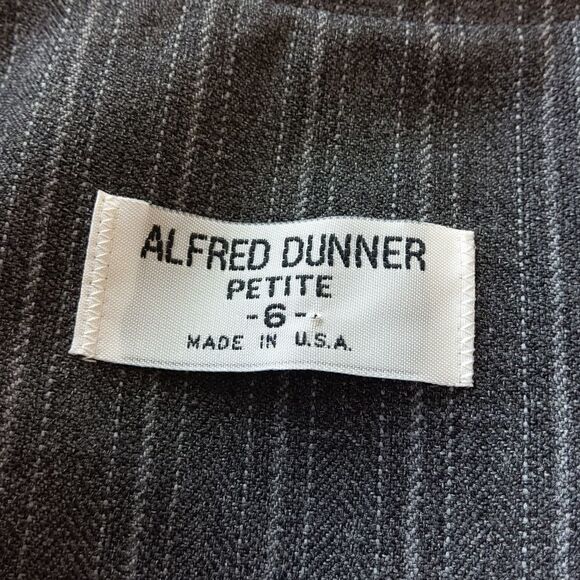 ALFRED DUNNER
PETITE
-6-
MADE IN U.S.A.